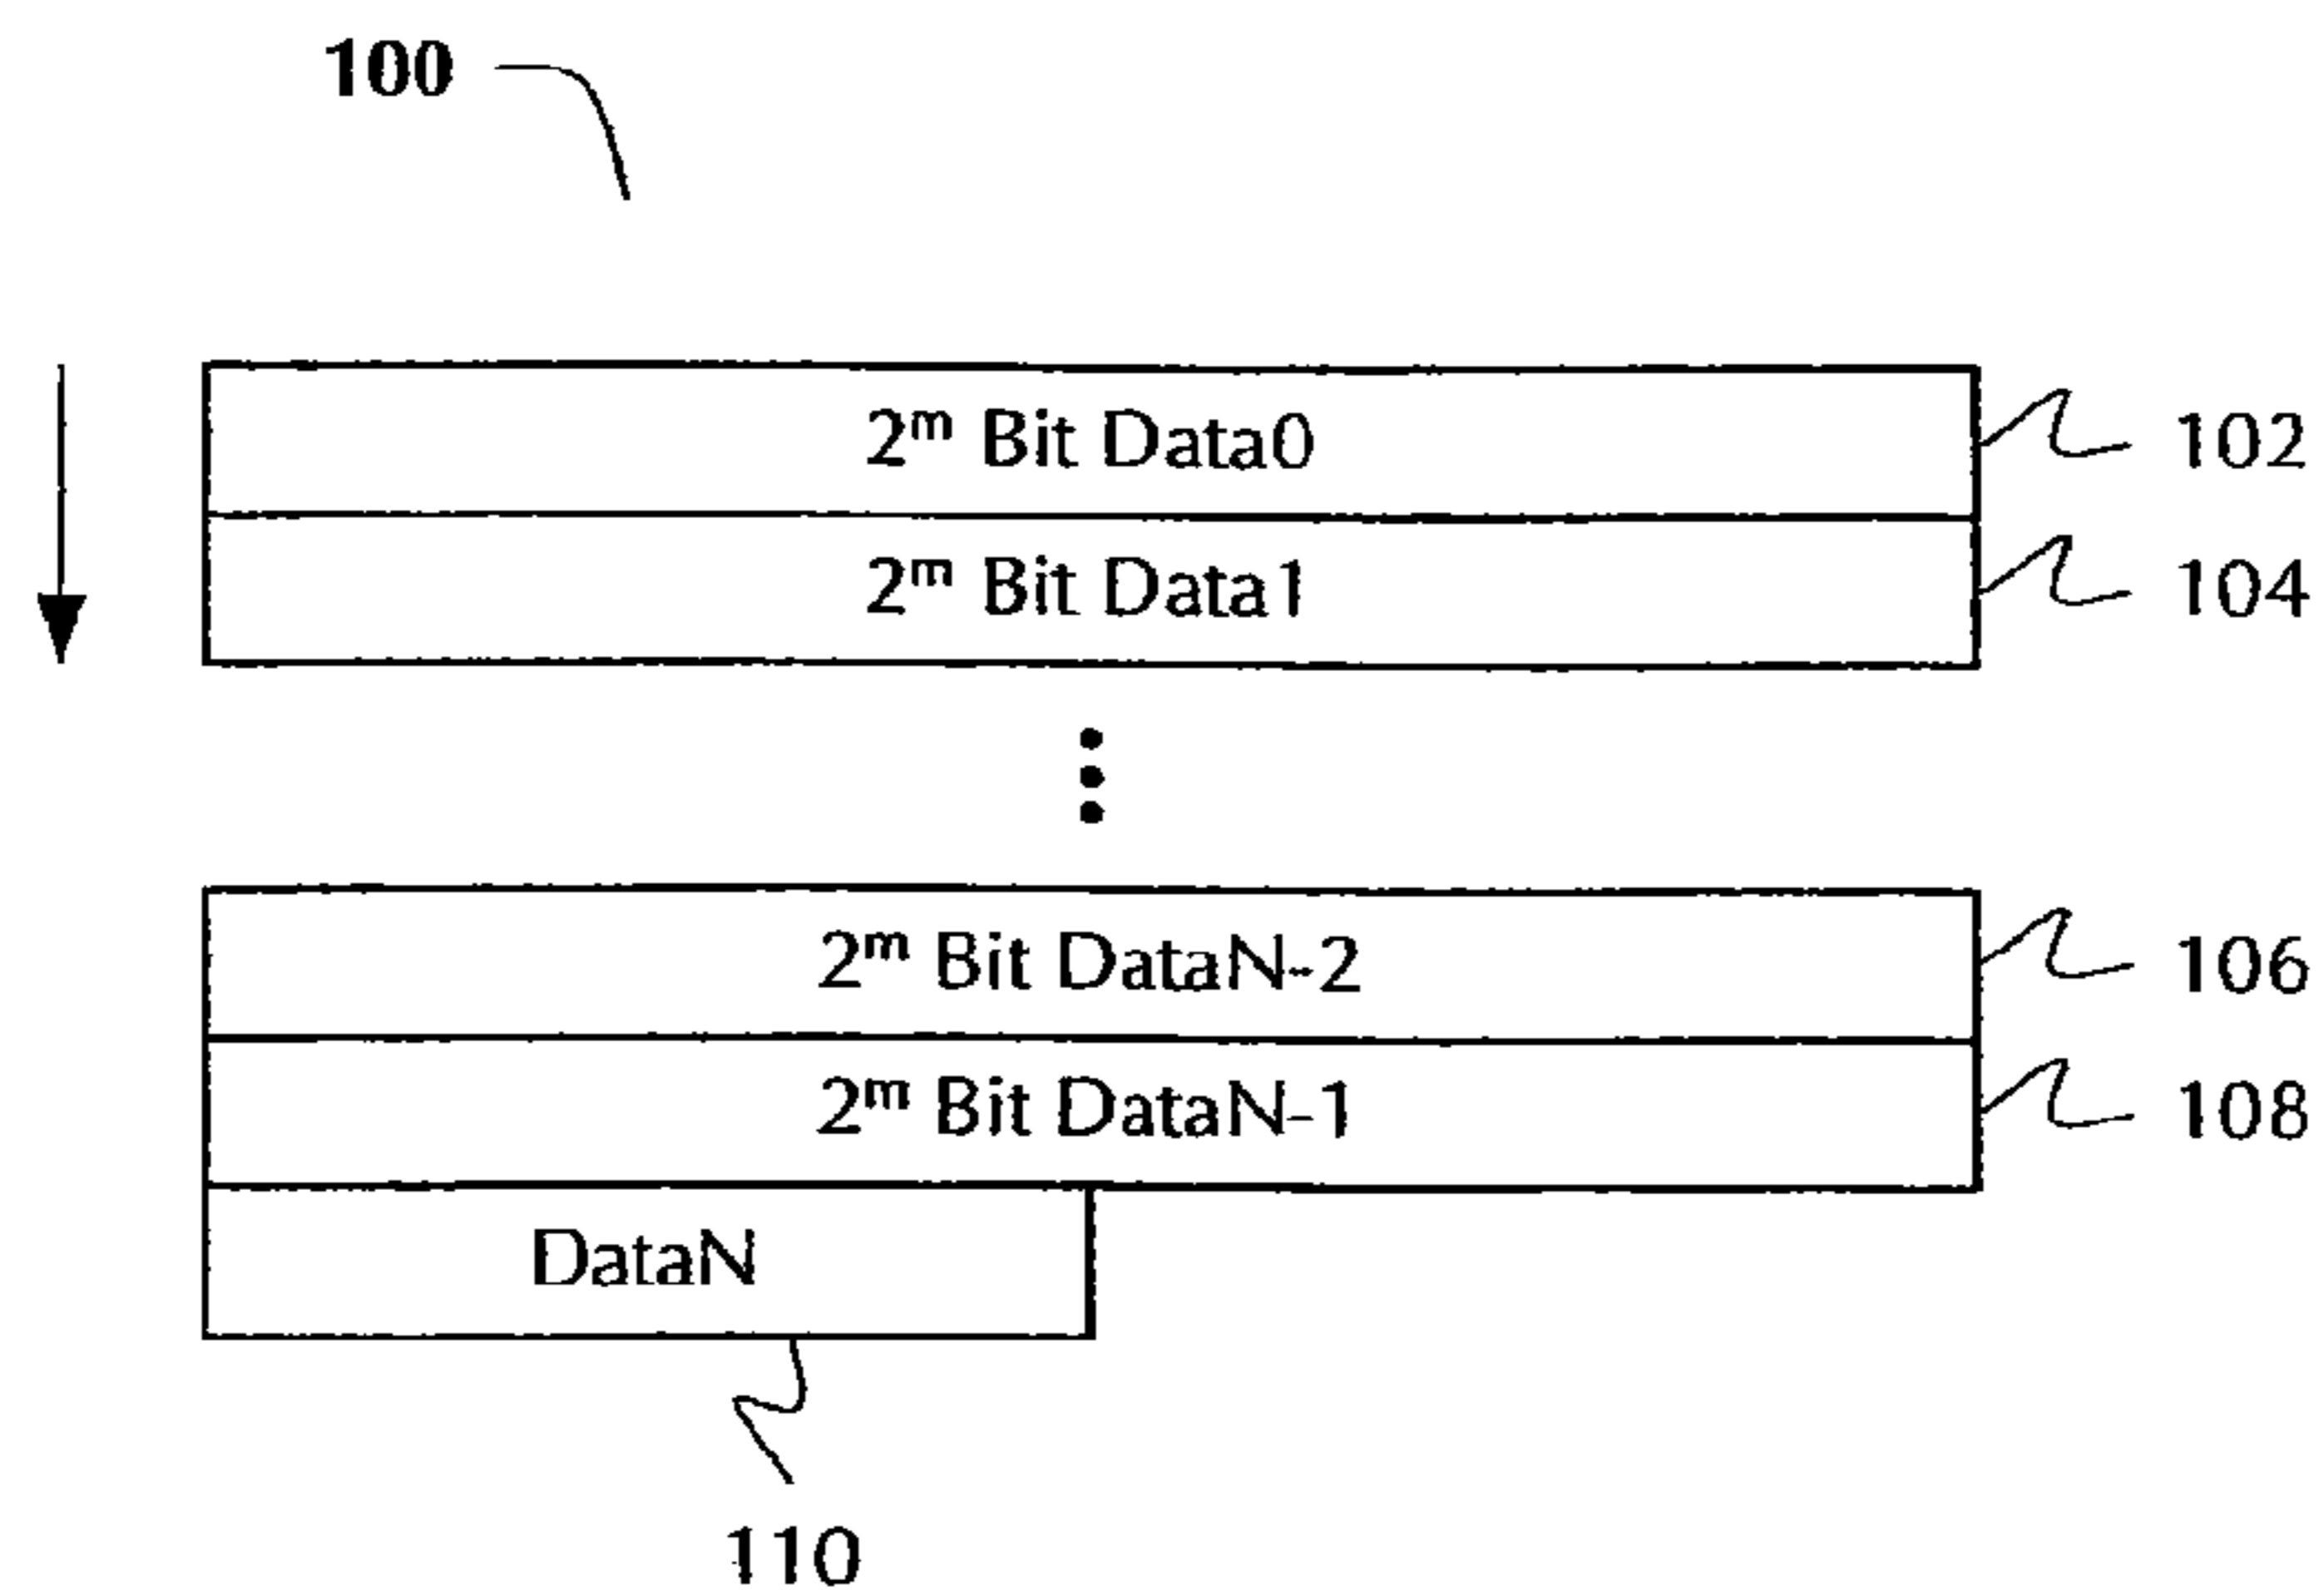 100
2ᵐ Bit Data0 102
2ᵐ Bit Data1 104
2ᵐ Bit DataN-2 106
2ᵐ Bit DataN-1 108
DataN
110